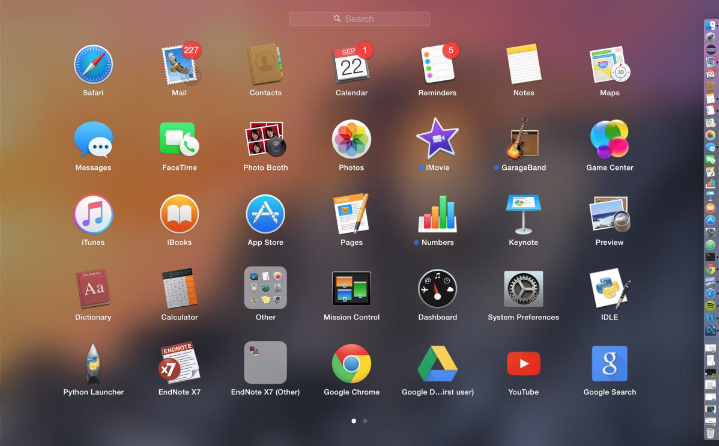 Search
227
SEP 1
22
5
3D
Safari
Mail
Contacts
Calendar
Reminders
Notes
Maps
Messages
FaceTime
Photo Booth
Photos
iMovie
GarageBand
Game Center
iTunes
iBooks
App Store
Pages
Numbers
Keynote
Preview
Dictionary
Aa
Dictionary
Calculator
Other
Mission Control
Dashboard
System Preferences
IDLE
ENDNOTE
X7
Python Launcher
EndNote X7
EndNote X7 (Other)
Google Chrome
Google D...irst user)
YouTube
Google Search
g